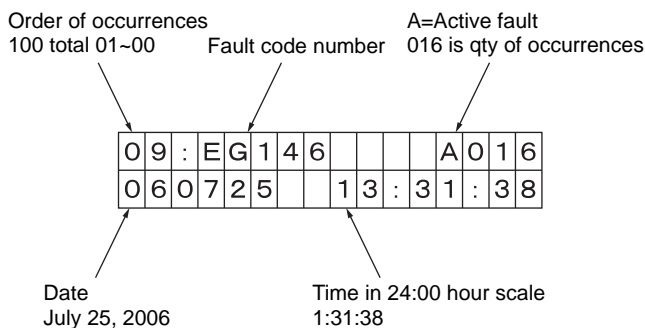 Order of occurrences
100 total 01~00
Fault code number
A=Active fault
016 is qty of occurrences
09:EG146   A016
060725  13:31:38
Date
July 25, 2006
Time in 24:00 hour scale
1:31:38